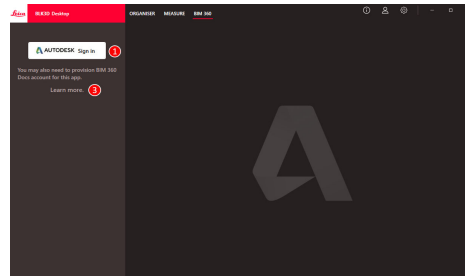 Leica BLK3D Desktop ORGANISER MEASURE BIM 360
AUTODESK Sign in 1
You may also need to provision BIM 360
Docs account for this app.
Learn more. 3